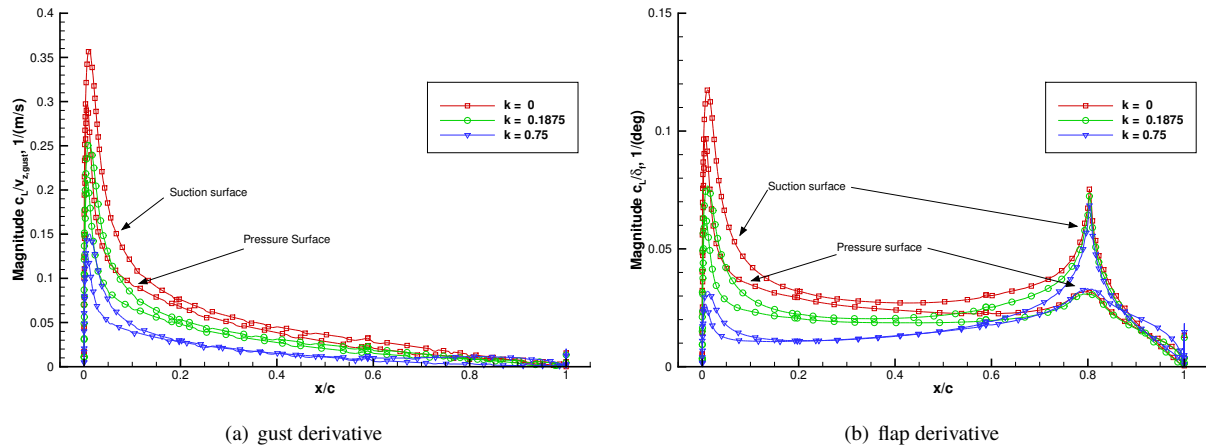 Magnitude c_L/v_z,gust, 1/(m/s)
0.4
0.35
0.3
0.25
0.2
0.15
0.1
0.05
0
k = 0
k = 0.1875
k = 0.75
Suction surface
Pressure Surface
0
0.2
0.4
0.6
0.8
1
x/c
(a) gust derivative
Magnitude c_L/δ_f, 1/(deg)
0.15
0.1
0.05
0
k = 0
k = 0.1875
k = 0.75
Suction surface
Pressure surface
0
0.2
0.4
0.6
0.8
1
x/c
(b) flap derivative